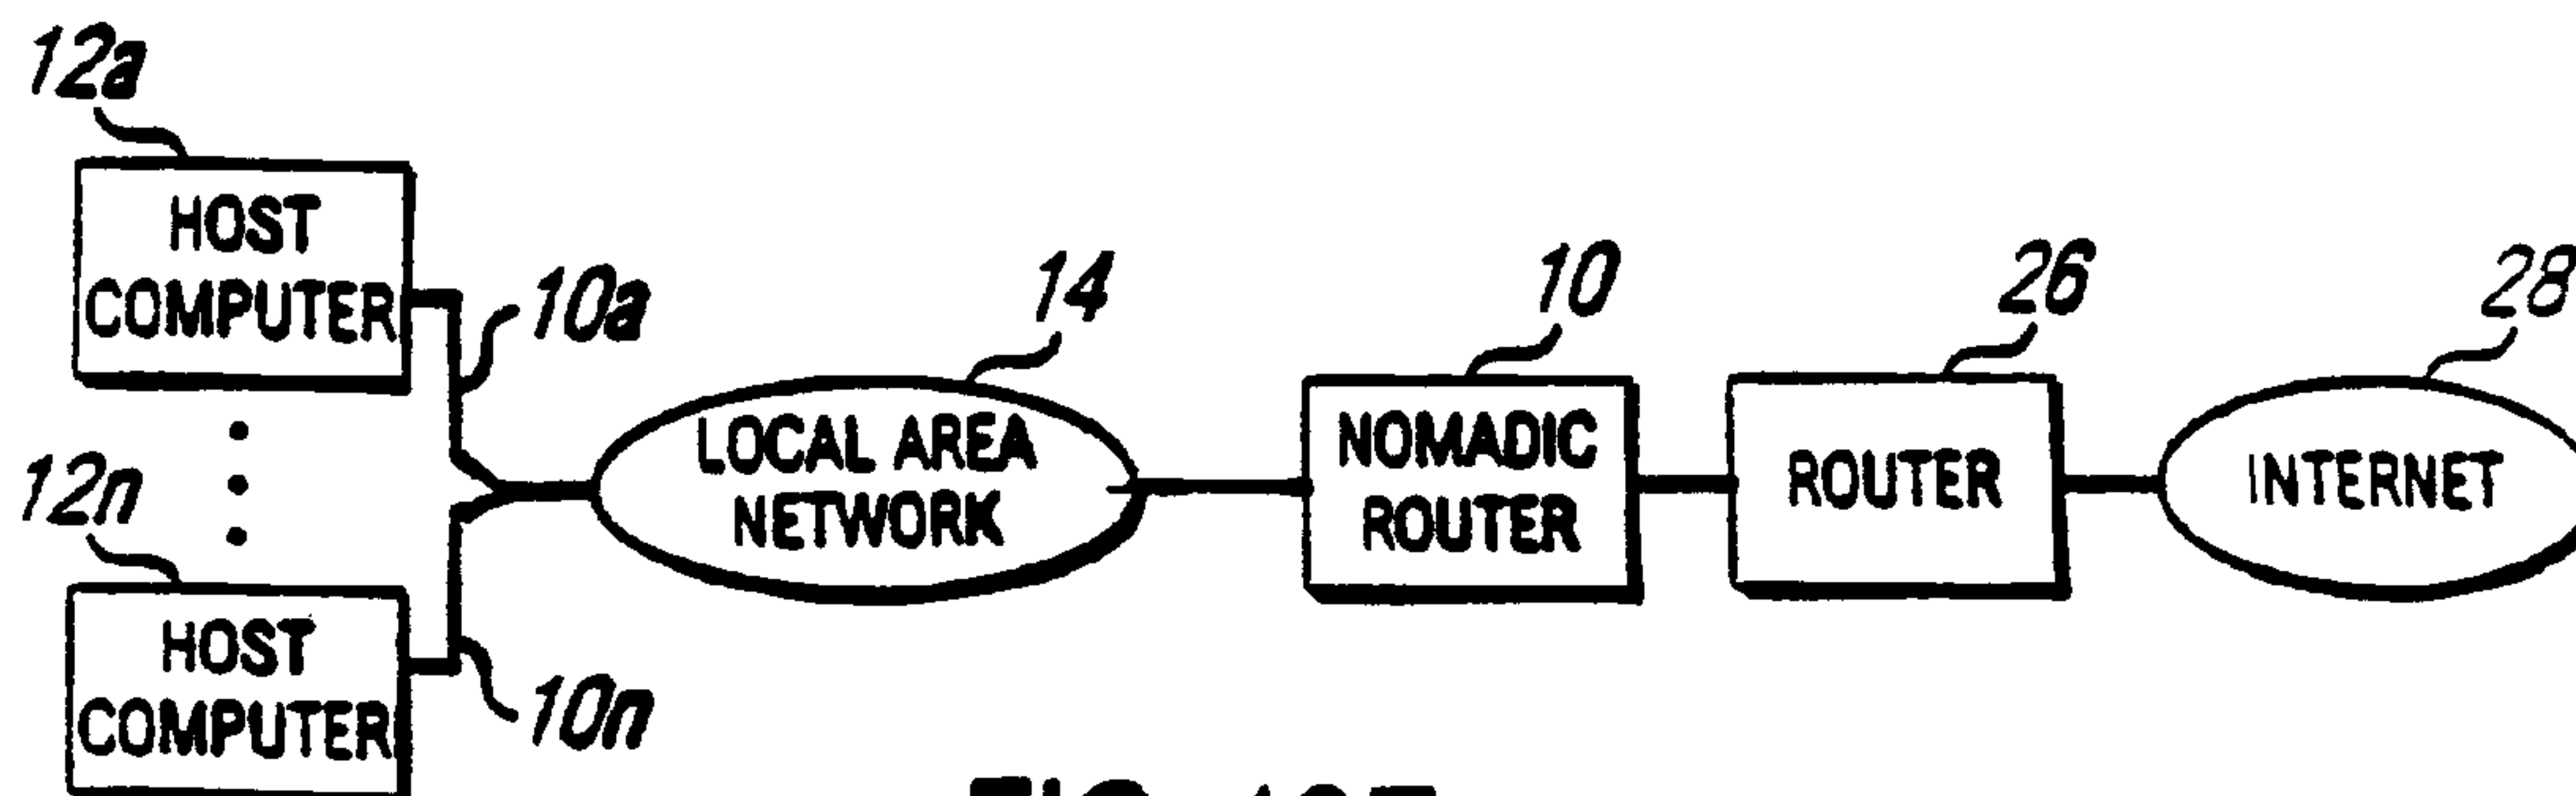 12a
HOST
COMPUTER
10a
12n
HOST
COMPUTER
10n
14
LOCAL AREA
NETWORK
10
NOMADIC
ROUTER
26
ROUTER
28
INTERNET